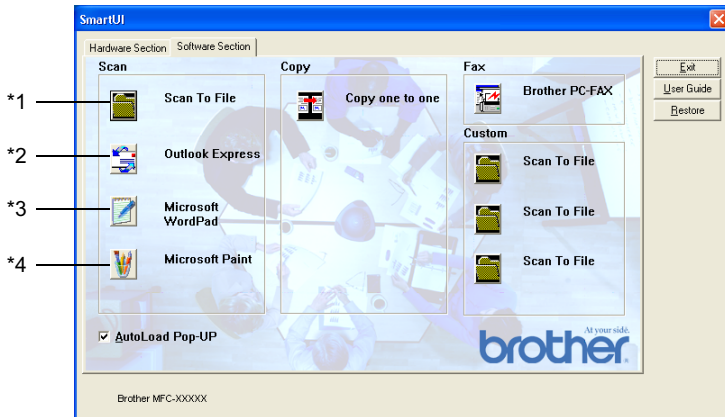 SmartUI
Hardware Section
Software Section
Scan
*1
Scan To File
*2
Outlook Express
*3
Microsoft
WordPad
*4
Microsoft Paint
Copy
Copy one to one
Fax
Brother PC-FAX
Custom
Scan To File
Scan To File
Scan To File
Exit
User Guide
Restore
AutoLoad Pop-UP
At your side.
brother
Brother MFC-XXXXX